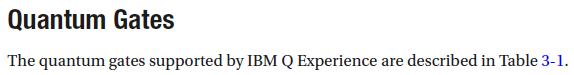 Quantum Gates
The quantum gates supported by IBM Q Experience are described in Table 3-1.